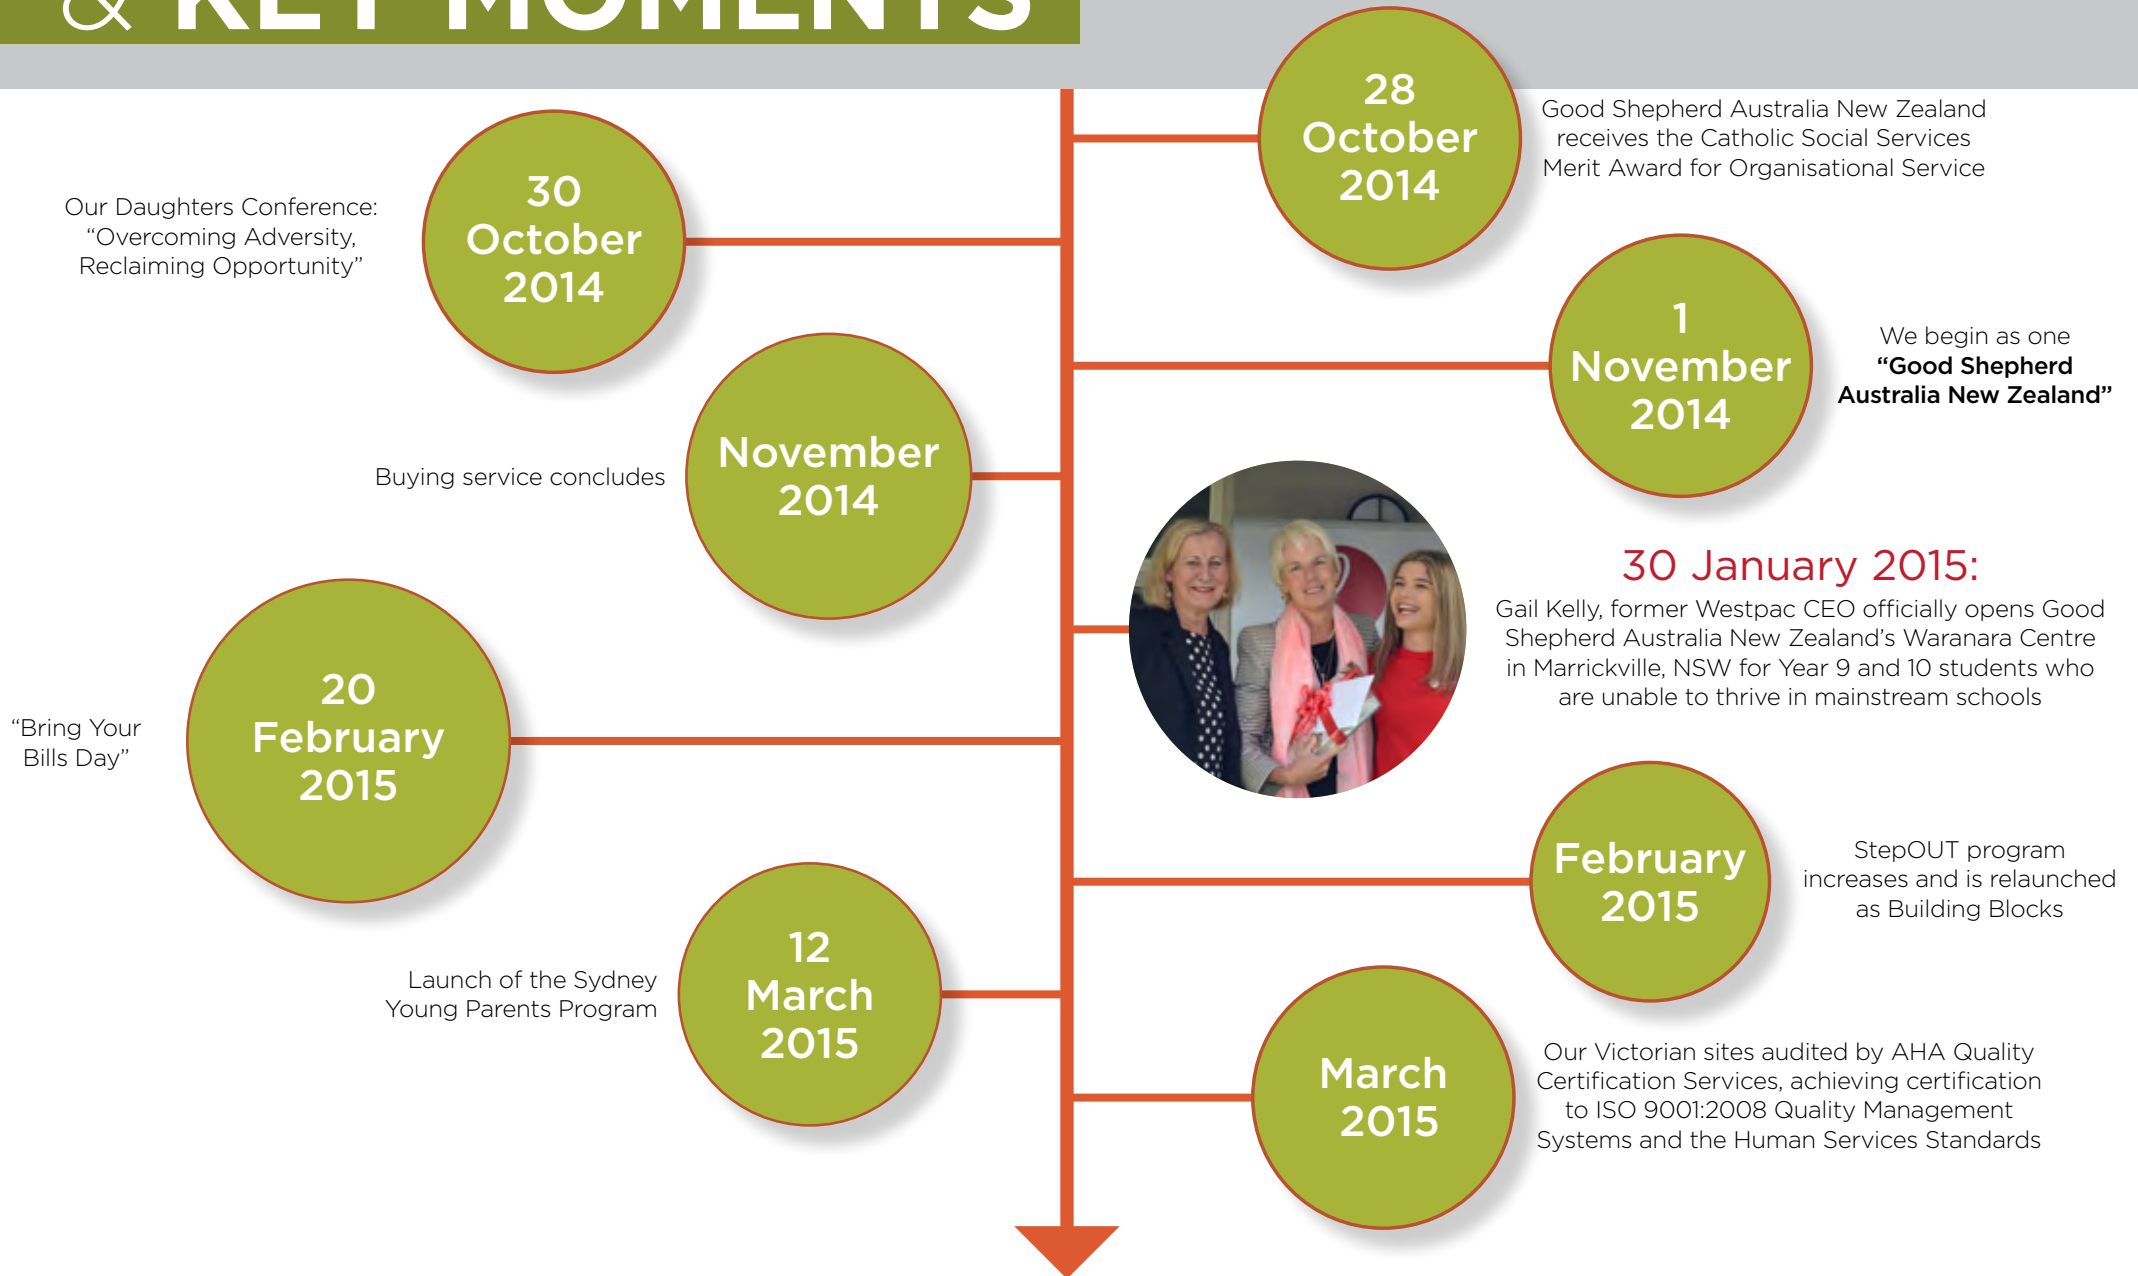 & KEY MOMENTS
28
October
2014
Good Shepherd Australia New Zealand
receives the Catholic Social Services
Merit Award for Organisational Service
30
October
2014
Our Daughters Conference:
“Overcoming Adversity,
Reclaiming Opportunity”
1
November
2014
We begin as one
“Good Shepherd
Australia New Zealand”
November
2014
Buying service concludes
30 January 2015:
Gail Kelly, former Westpac CEO officially opens Good
Shepherd Australia New Zealand’s Waranara Centre
in Marrickville, NSW for Year 9 and 10 students who
are unable to thrive in mainstream schools
20
February
2015
“Bring Your
Bills Day”
February
2015
StepOUT program
increases and is relaunched
as Building Blocks
12
March
2015
Launch of the Sydney
Young Parents Program
March
2015
Our Victorian sites audited by AHA Quality
Certification Services, achieving certification
to ISO 9001:2008 Quality Management
Systems and the Human Services Standards